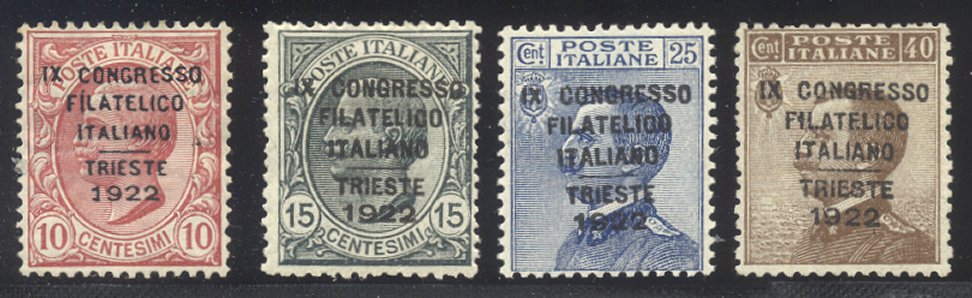 POSTE ITALIANE
IX CONGRESSO
FILATELICO
ITALIANO
TRIESTE
1922
10 CENTESIMI 10
POSTE ITALIANE
IX CONGRESSO
FILATELICO
ITALIANO
TRIESTE
1922
15 15
CENTESIMI
Cent POSTE 25
ITALIANE
IX CONGRESSO
FILATELICO
ITALIANO
TRIESTE
1922
Cent POSTE 40
ITALIANE
IX CONGRESSO
FILATELICO
ITALIANO
TRIESTE
1922